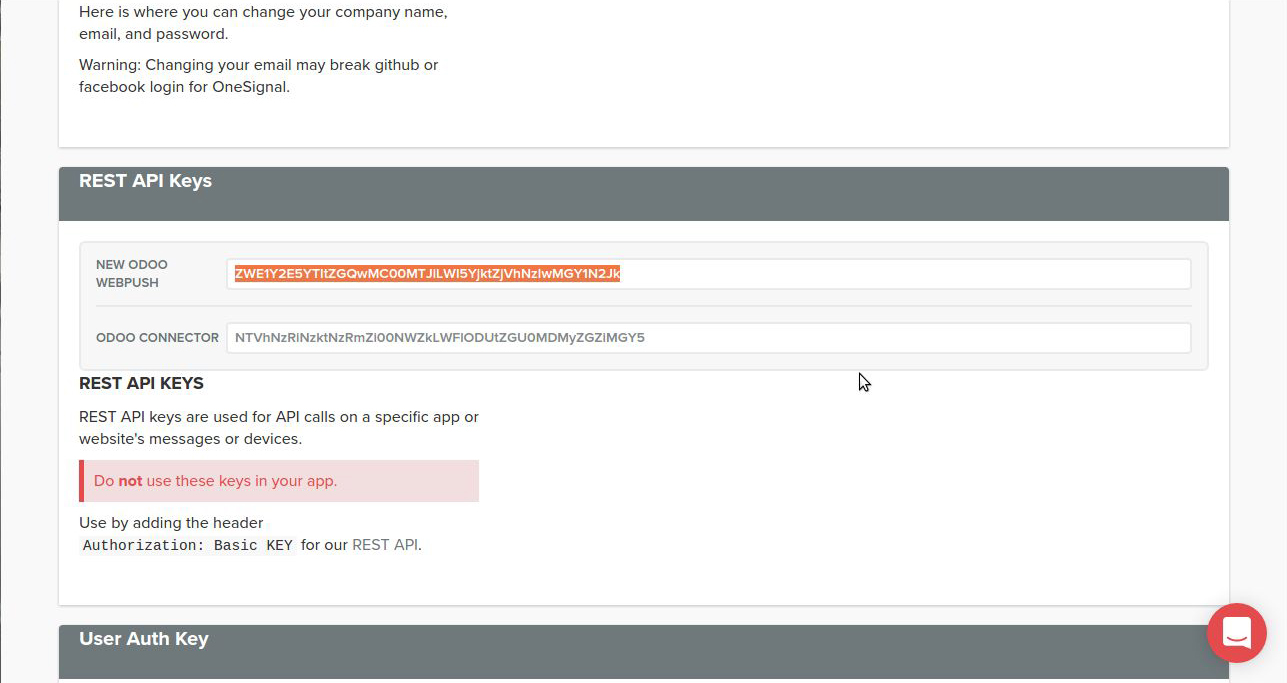 Here is where you can change your company name,
email, and password.
Warning: Changing your email may break github or
facebook login for OneSignal.
REST API Keys
NEW ODOO
WEBPUSH
ODOO CONNECTOR
REST API KEYS
REST API keys are used for API calls on a specific app or
website's messages or devices.
Do not use these keys in your app.
Use by adding the header
Authorization: Basic KEY for our REST API.
User Auth Key